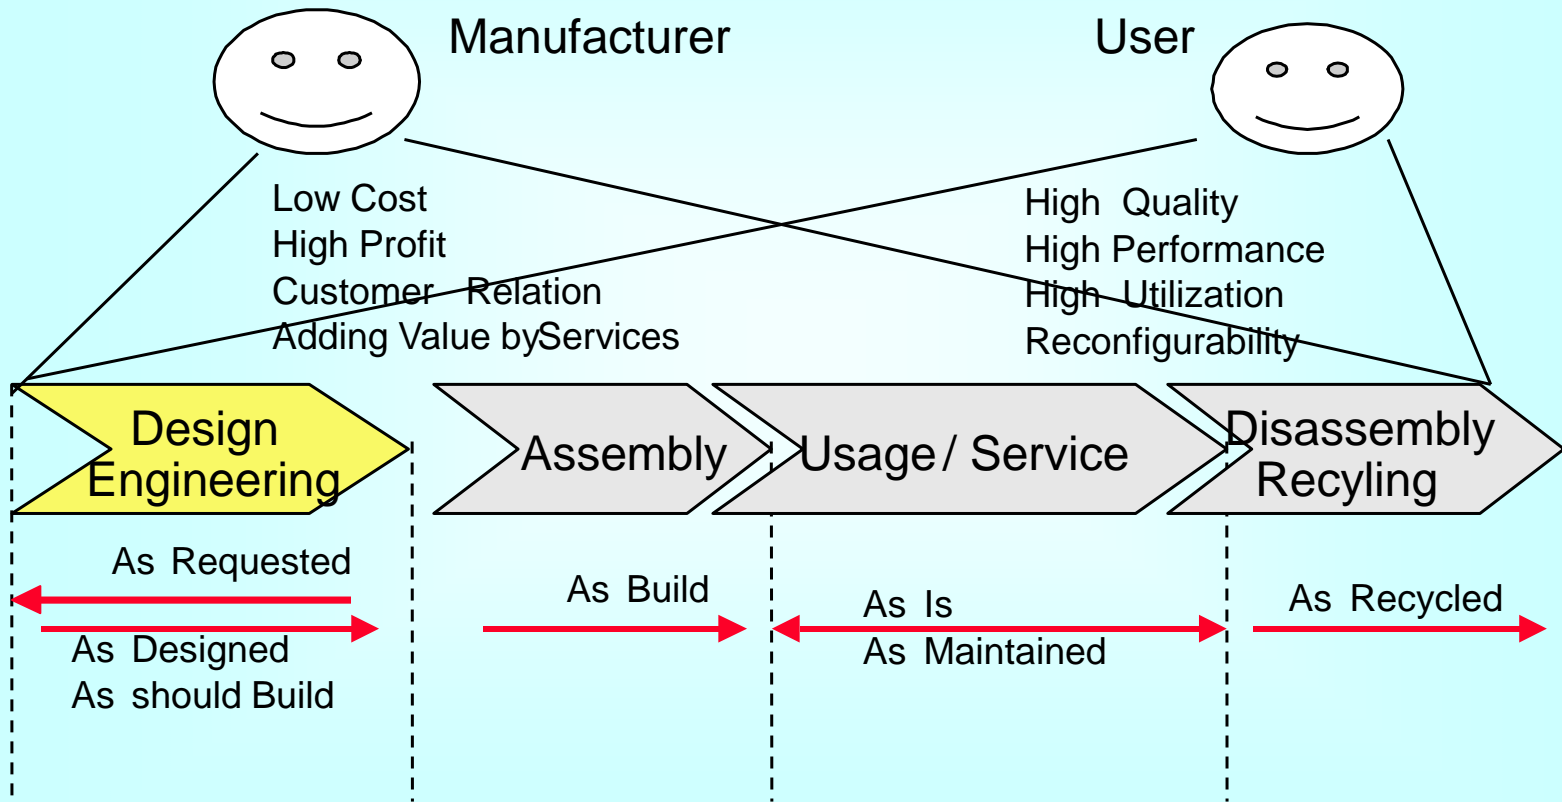 Manufacturer
User
Low Cost
High Profit
Customer Relation
Adding Value byServices
High Quality
High Performance
High Utilization
Reconfigurability
Design
Engineering
Assembly
Usage / Service
Disassembly
Recyling
As Requested
As Designed
As should Build
As Build
As Is
As Maintained
As Recycled